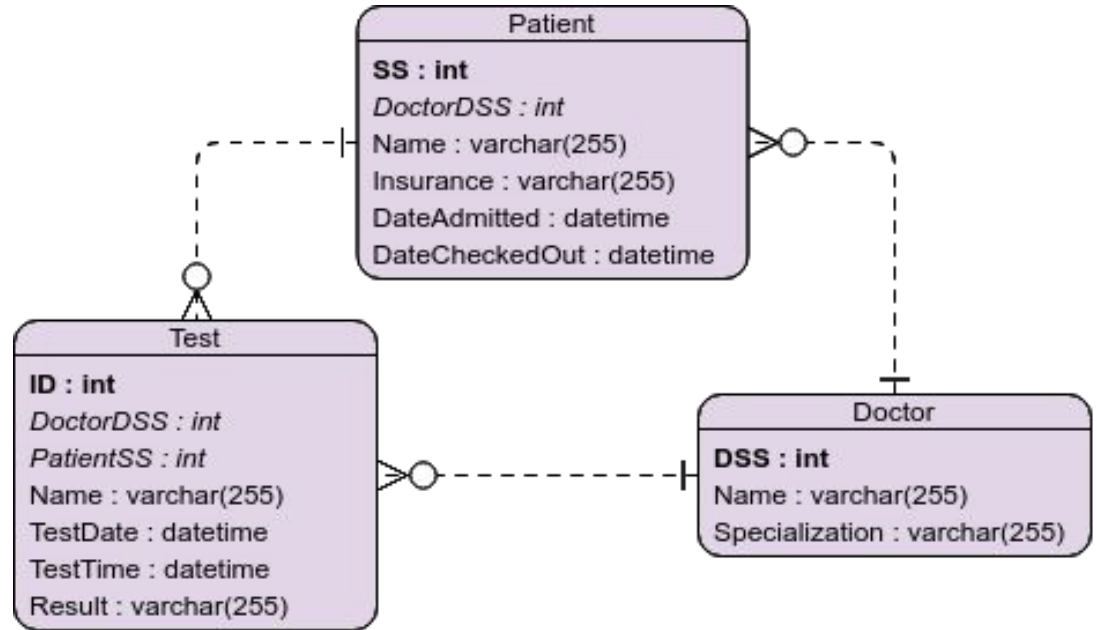 Patient
SS : int
DoctorDSS : int
Name : varchar(255)
Insurance : varchar(255)
DateAdmitted : datetime
DateCheckedOut : datetime
Test
ID : int
DoctorDSS : int
PatientSS : int
Name : varchar(255)
TestDate : datetime
TestTime : datetime
Result : varchar(255)
Doctor
DSS : int
Name : varchar(255)
Specialization : varchar(255)